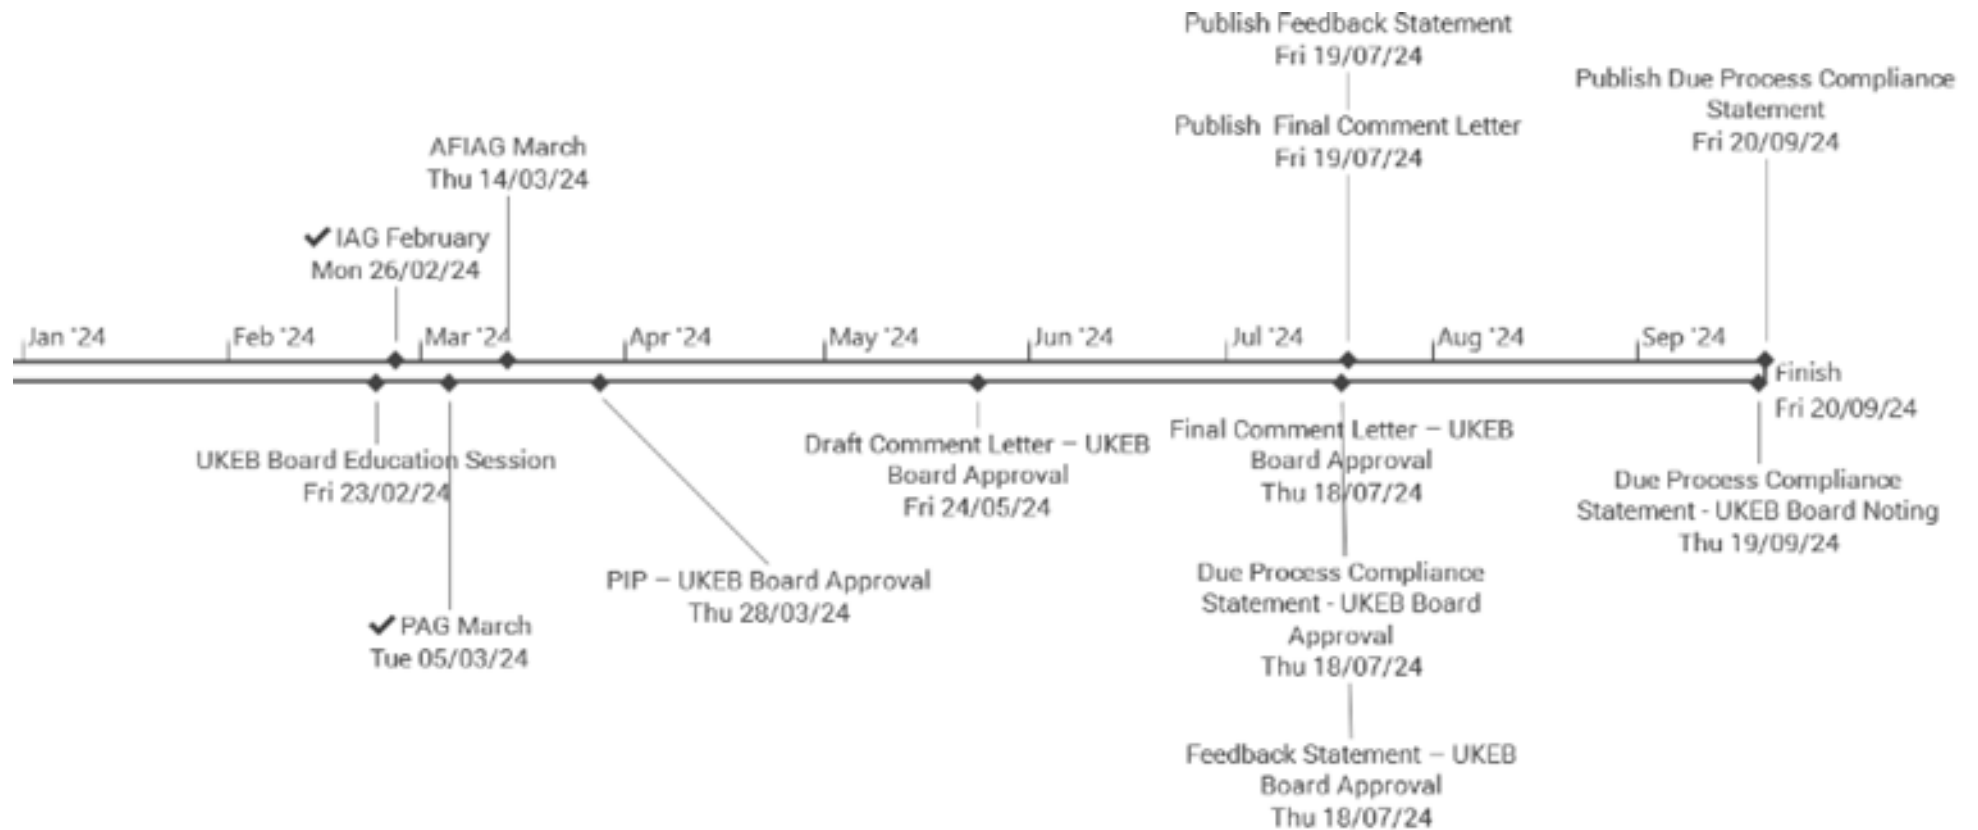 Publish Feedback Statement
Fri 19/07/24
Publish Final Comment Letter
Fri 19/07/24
Publish Due Process Compliance
Statement
Fri 20/09/24
AFIAG March
Thu 14/03/24
✔ IAG February
Mon 26/02/24
Jan '24
Feb '24
Mar '24
Apr '24
May '24
Jun '24
Jul '24
Aug '24
Sep '24
Finish
Fri 20/09/24
UKEB Board Education Session
Fri 23/02/24
✔ PAG March
Tue 05/03/24
PIP – UKEB Board Approval
Thu 28/03/24
Draft Comment Letter – UKEB
Board Approval
Fri 24/05/24
Final Comment Letter – UKEB
Board Approval
Thu 18/07/24
Due Process Compliance
Statement - UKEB Board
Approval
Thu 18/07/24
Feedback Statement – UKEB
Board Approval
Thu 18/07/24
Due Process Compliance
Statement - UKEB Board Noting
Thu 19/09/24